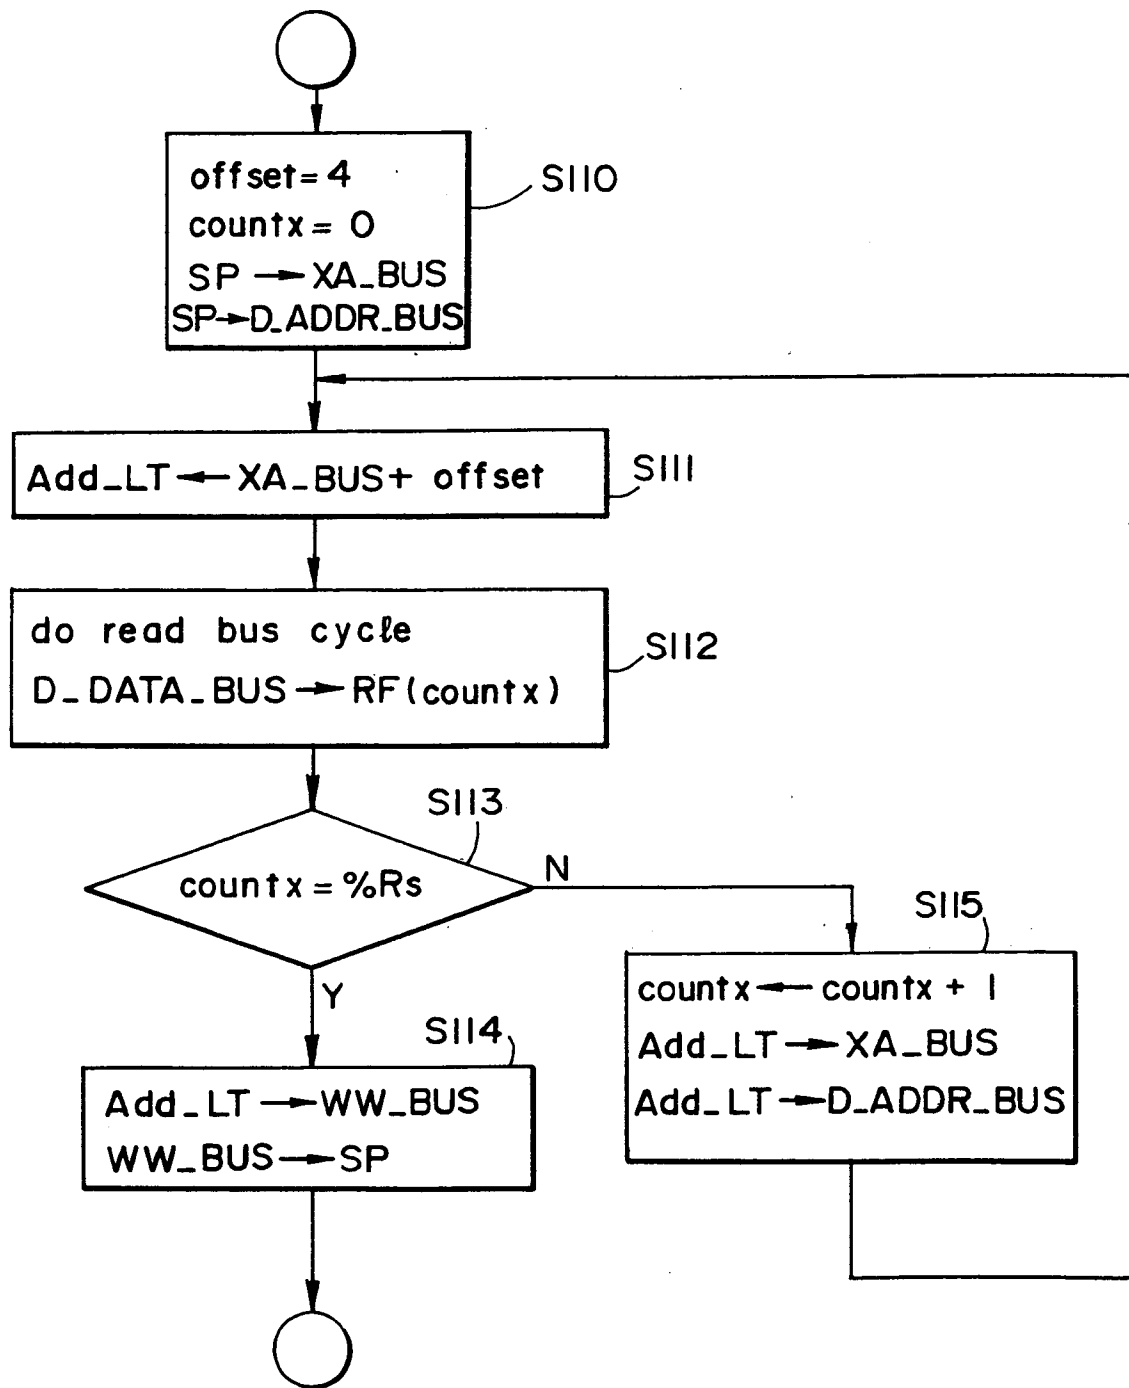 offset=4
countx=0
SP→XA_BUS
SP→D_ADDR_BUS
S110
Add_LT←XA_BUS+ offset
S111
do read bus cycle
D_DATA_BUS→RF(countx)
S112
S113
countx=%Rs
N
Y
S115
countx←countx + 1
Add_LT→XA_BUS
Add_LT→D_ADDR_BUS
S114
Add_LT→WW_BUS
WW_BUS→SP